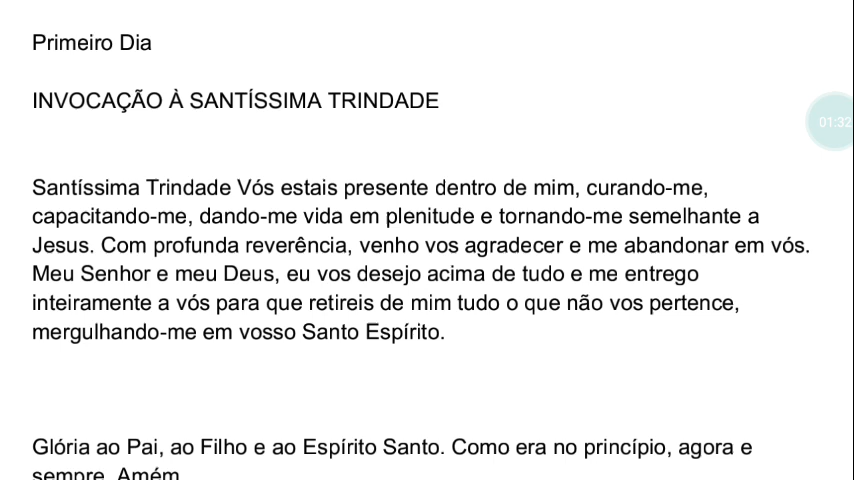 Primeiro Dia
INVOCAÇÃO À SANTÍSSIMA TRINDADE
01:32
Santíssima Trindade Vós estais presente dentro de mim, curando-me,
capacitando-me, dando-me vida em plenitude e tornando-me semelhante a
Jesus. Com profunda reverência, venho vos agradecer e me abandonar em vós.
Meu Senhor e meu Deus, eu vos desejo acima de tudo e me entrego
inteiramente a vós para que retireis de mim tudo o que não vos pertence,
mergulhando-me em vosso Santo Espírito.
Glória ao Pai, ao Filho e ao Espírito Santo. Como era no princípio, agora e
sempre. Amém